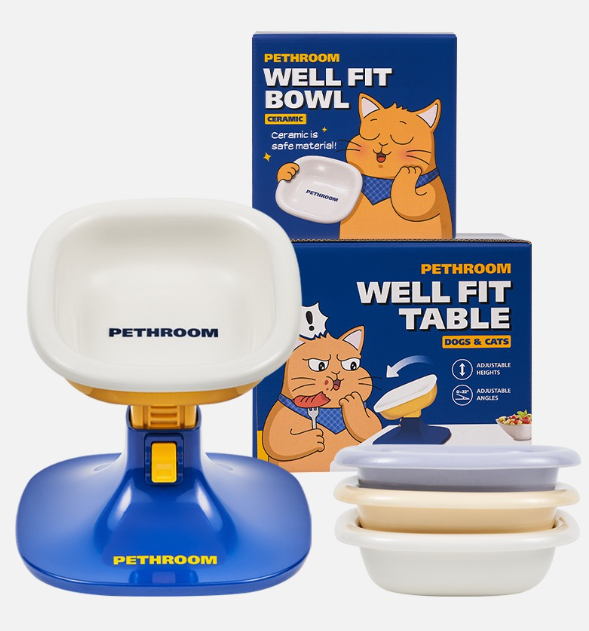 PETHROOM
WELL FIT
BOWL
CERAMIC
Ceramic is
safe material!
PETHROOM
PETHROOM
WELL FIT
TABLE
DOGS & CATS
!
ADJUSTABLE
HEIGHTS
ADJUSTABLE
ANGLES
PETHROOM
PETHROOM